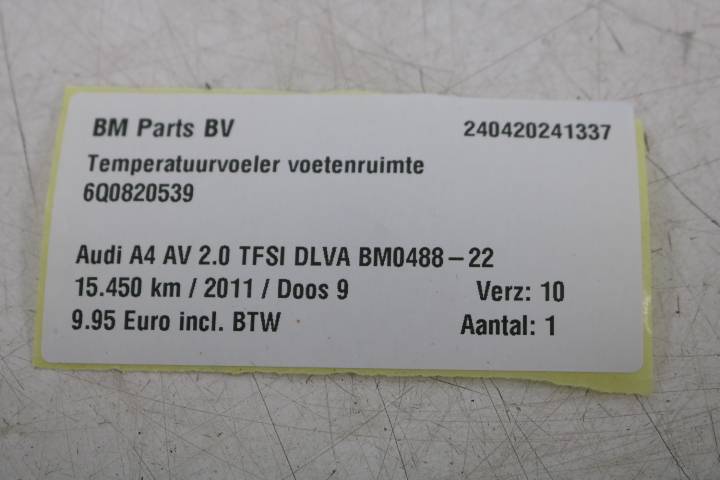 BM Parts BV 240420241337
Temperatuurvoeler voetenruimte
6Q0820539
Audi A4 AV 2.0 TFSI DLVA BM0488-22
15.450 km / 2011 / Doos 9 Verz: 10
9.95 Euro incl. BTW Aantal: 1